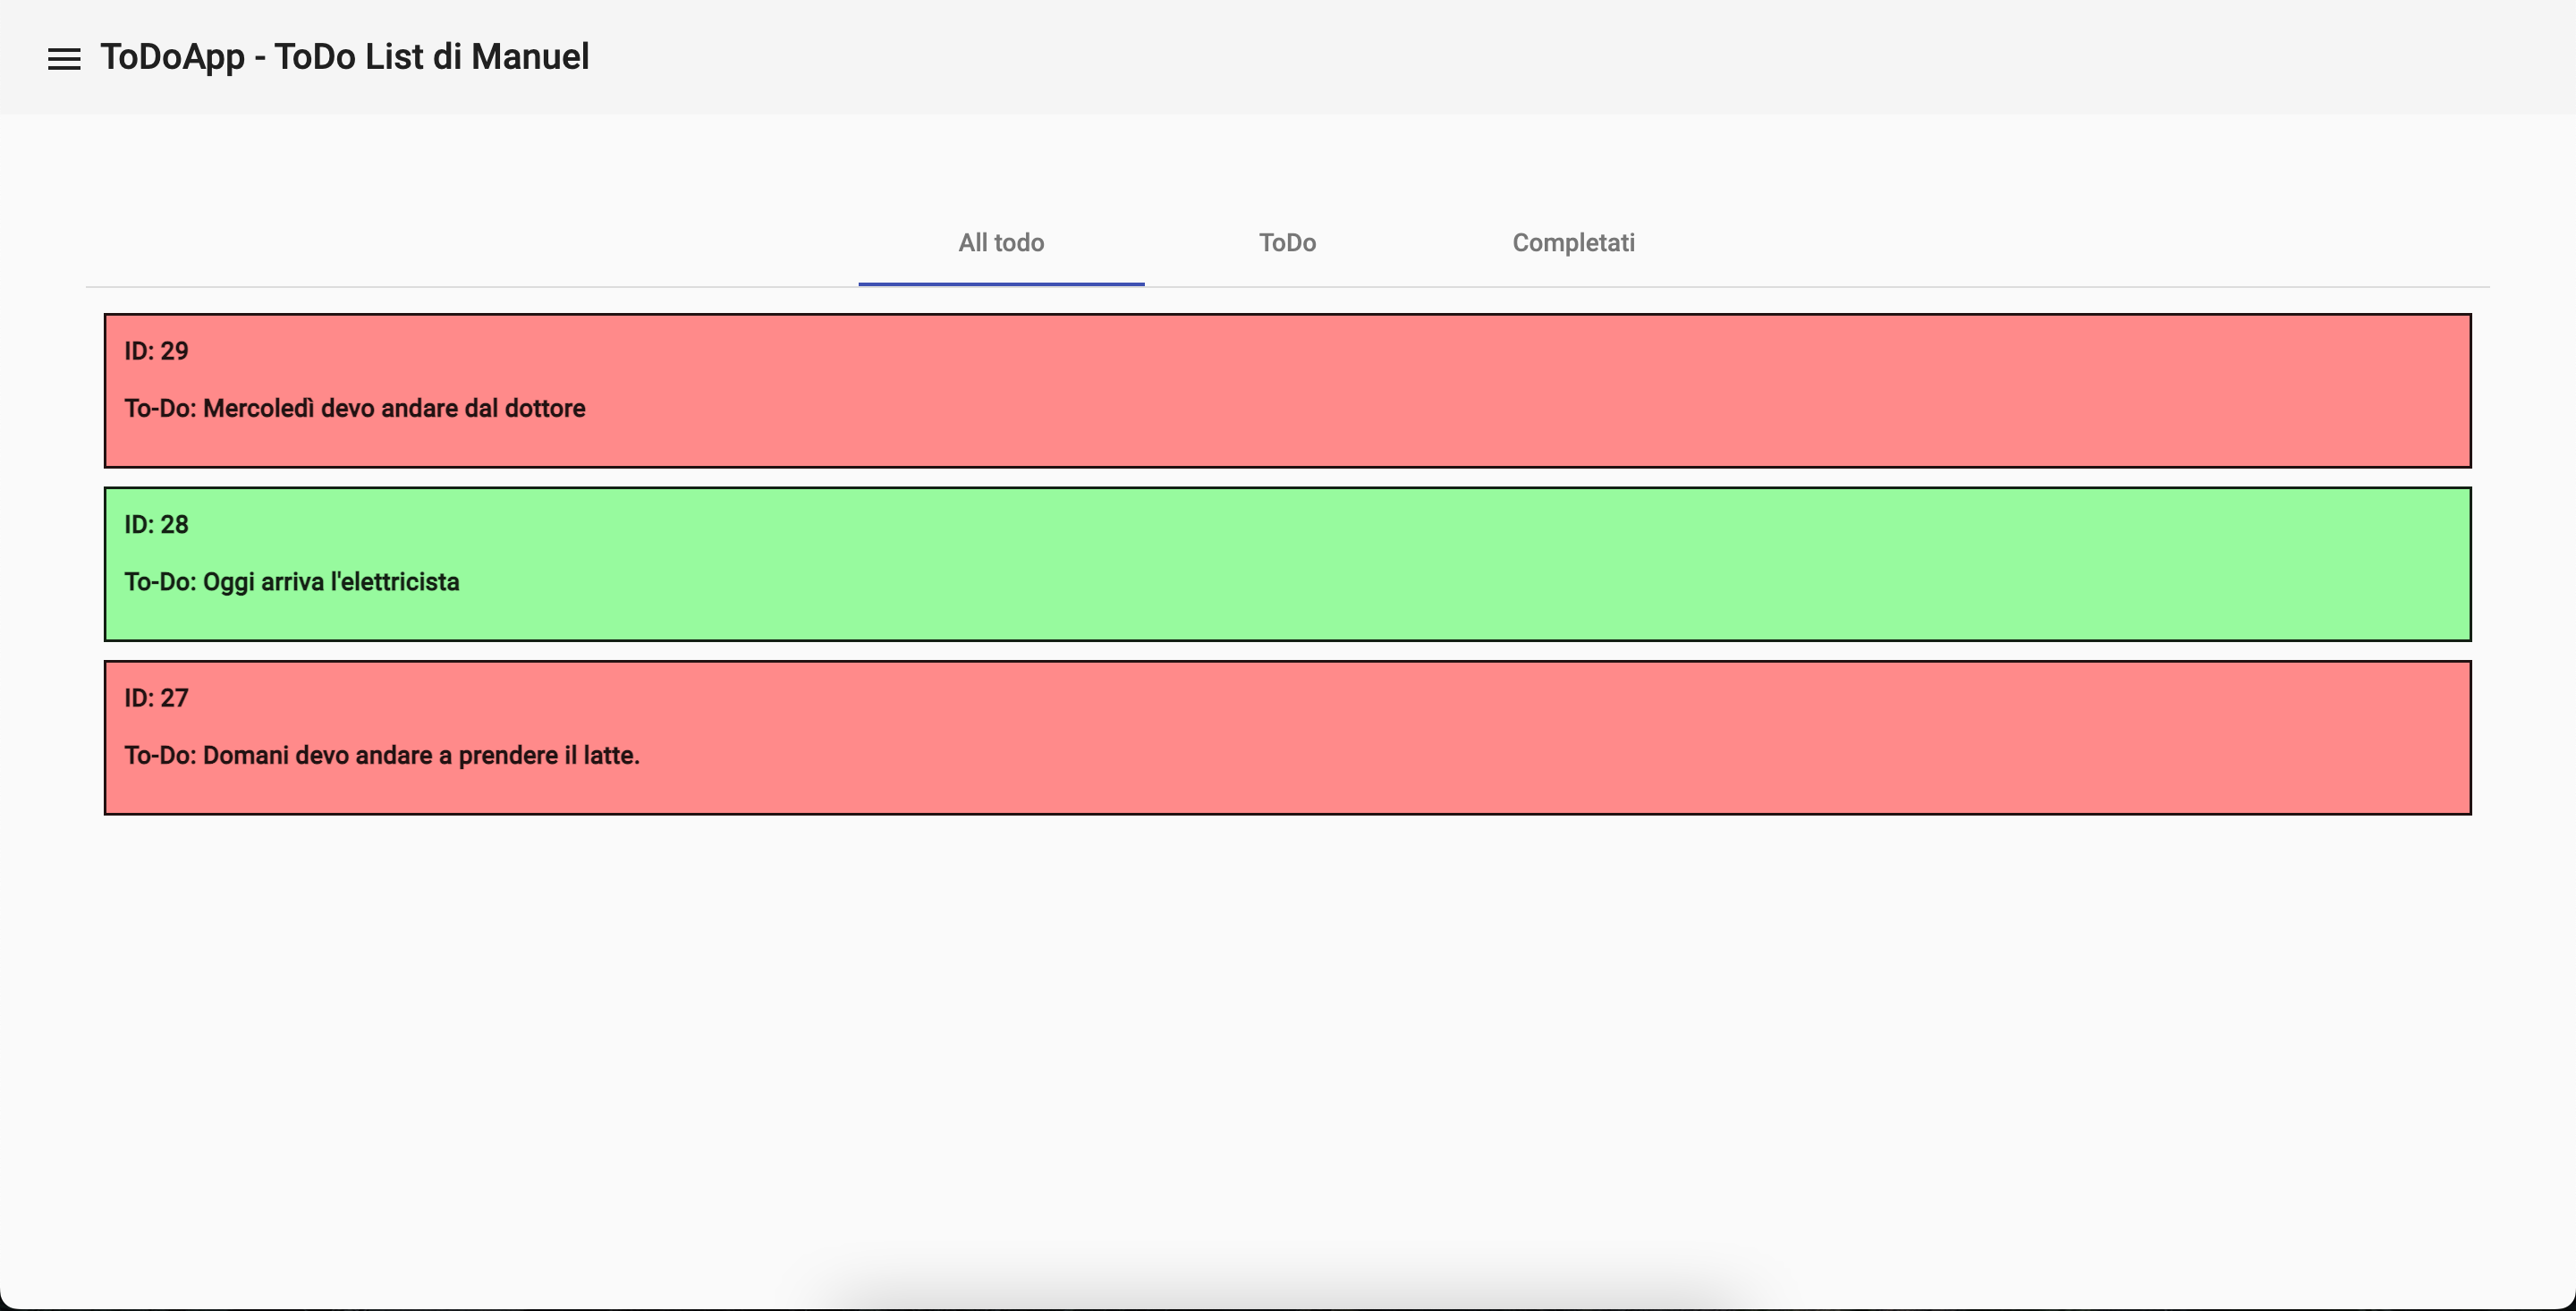 ToDoApp - ToDo List di Manuel
All todo ToDo Completati
ID: 29
To-Do: Mercoledì devo andare dal dottore
ID: 28
To-Do: Oggi arriva l'elettricista
ID: 27
To-Do: Domani devo andare a prendere il latte.